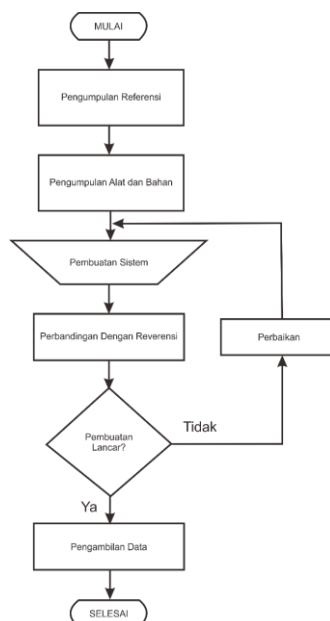 MULAI
Pengumpulan Referensi
Pengumpulan Alat dan Bahan
Pembuatan Sistem
Perbandingan Dengan Reverensi
Perbaikan
Pembuatan
Lancar?
Tidak
Ya
Pengambilan Data
SELESAI